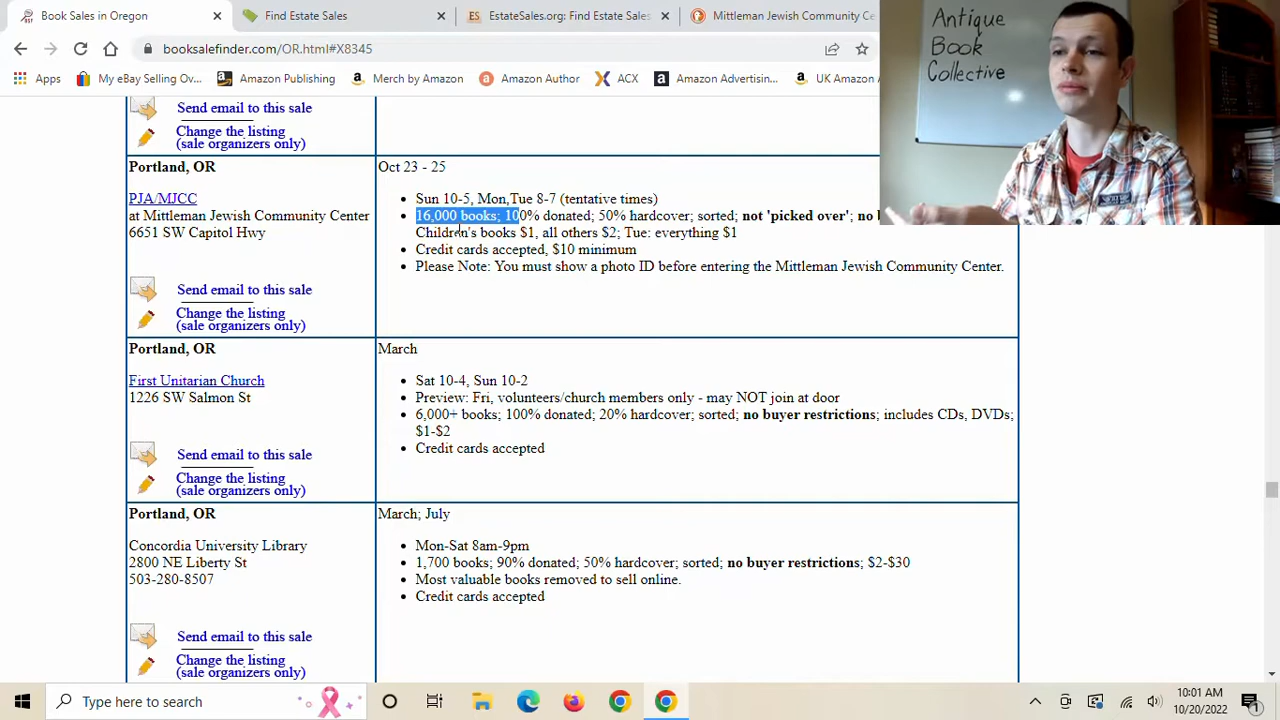 Book Sales in Oregon
Find Estate Sales
EstateSales.org: Find Estate Sales
Mittleman Jewish Community Ce
booksalefinder.com/OR.html#X8345
Apps
My eBay Selling Ov...
Amazon Publishing
Merch by Amazon
Amazon Author
ACX
Amazon Advertisin...
UK Amazon A
Antique
Book
Collective
Send email to this sale
Change the listing
(sale organizers only)
Portland, OR
PJA/MJCC
at Mittleman Jewish Community Center
6651 SW Capitol Hwy
Send email to this sale
Change the listing
(sale organizers only)
Oct 23 - 25
Sun 10-5, Mon,Tue 8-7 (tentative times)
16,000 books; 100% donated; 50% hardcover; sorted; not 'picked over'; no b
Children's books $1, all others $2; Tue: everything $1
Credit cards accepted, $10 minimum
Please Note: You must show a photo ID before entering the Mittleman Jewish Community Center.
Portland, OR
First Unitarian Church
1226 SW Salmon St
Send email to this sale
Change the listing
(sale organizers only)
March
Sat 10-4, Sun 10-2
Preview: Fri, volunteers/church members only - may NOT join at door
6,000+ books; 100% donated; 20% hardcover; sorted; no buyer restrictions; includes CDs, DVDs;
$1-$2
Credit cards accepted
Portland, OR
Concordia University Library
2800 NE Liberty St
503-280-8507
Send email to this sale
Change the listing
(sale organizers only)
March; July
Mon-Sat 8am-9pm
1,700 books; 90% donated; 50% hardcover; sorted; no buyer restrictions; $2-$30
Most valuable books removed to sell online.
Credit cards accepted
Type here to search
10:01 AM
10/20/2022